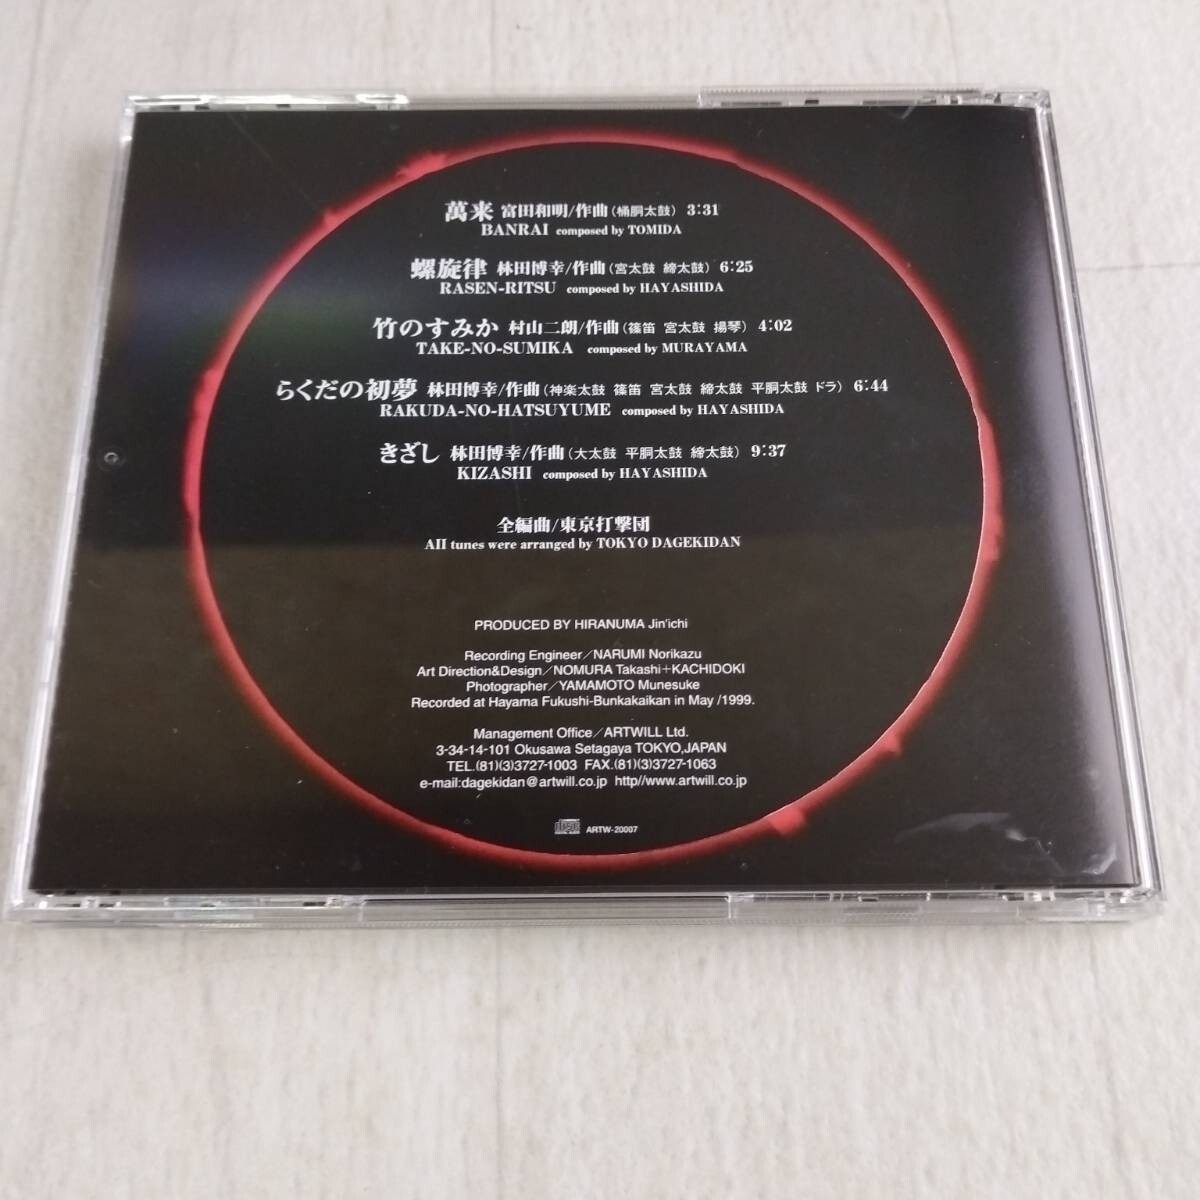 萬来 富田和明/作曲(桶胴太鼓) 3:31
BANRAI composed by TOMIDA
螺旋律 林田博幸/作曲(宮太鼓 締太鼓) 6:25
RASEN-RITSU composed by HAYASHIDA
竹のすみか 村山二朗/作曲(篠笛 宮太鼓 揚琴) 4:02
TAKE-NO-SUMIKA composed by MURAYAMA
らくだの初夢 林田博幸/作曲(神楽太鼓 篠笛 宮太鼓 締太鼓 平胴太鼓 ドラ) 6:44
RAKUDA-NO-HATSUYUME composed by HAYASHIDA
きざし 林田博幸/作曲(大太鼓 平胴太鼓 締太鼓) 9:37
KIZASHI composed by HAYASHIDA
全編曲/東京打撃団
All tunes were arranged by TOKYO DAGEKIDAN
PRODUCED BY HIRANUMA Jin'ichi
Recording Engineer/NARUMI Norikazu
Art Direction&Design/NOMURA Takashi+KACHIDOKI
Photographer/YAMAMOTO Munesuke
Recorded at Hayama Fukushi-Bunkakaikan in May /1999.
Management Office/ARTWILL Ltd.
3-34-14-101 Okusawa Setagaya TOKYO,JAPAN
TEL.(81)(3)3727-1003 FAX.(81)(3)3727-1063
e-mail:dagekidan@artwill.co.jp http//www.artwill.co.jp
ARTW-20007